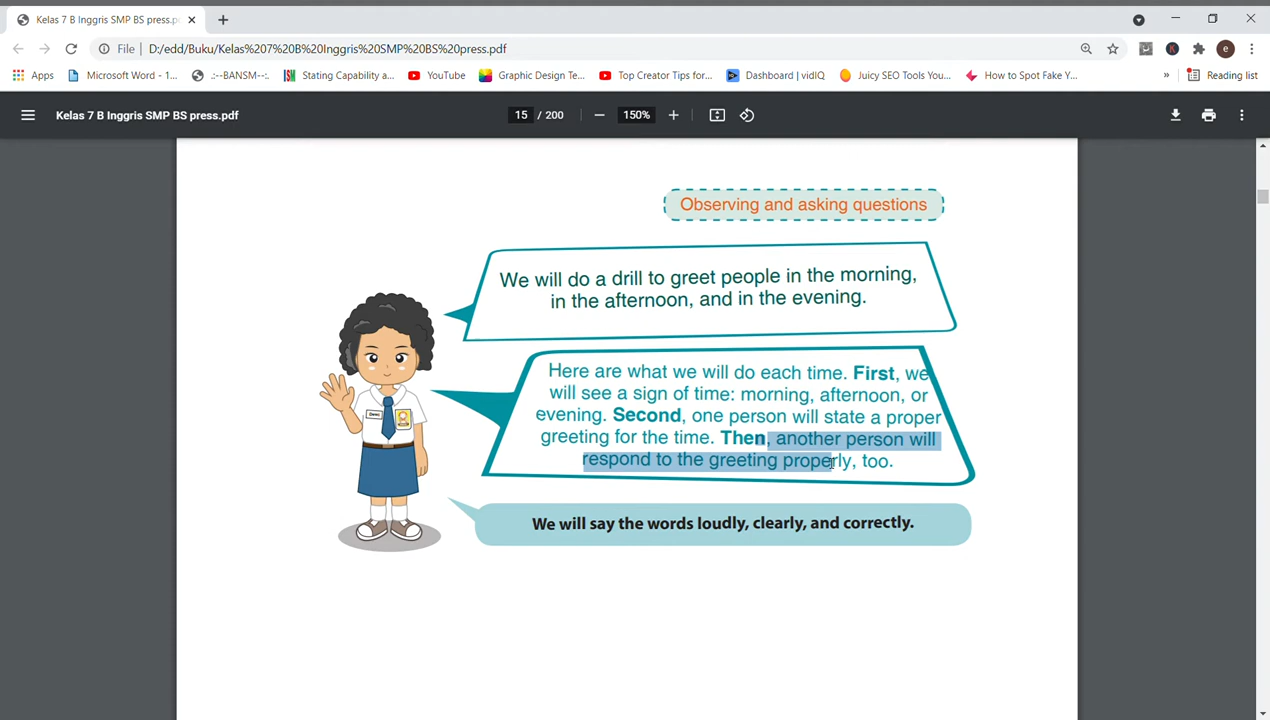 Kelas 7 B Inggris SMP BS press.p
File D:/edd/Buku/Kelas%207%20B%20Inggris%20SMP%20BS%20press.pdf
Apps Microsoft Word - 1... .:--BANSM--:. Stating Capability a... YouTube Graphic Design Te... Top Creator Tips for... Dashboard | vidIQ Juicy SEO Tools You... How to Spot Fake Y... » Reading list
Kelas 7 B Inggris SMP BS press.pdf 15 / 200 150%
Observing and asking questions
We will do a drill to greet people in the morning,
in the afternoon, and in the evening.
Here are what we will do each time. First, we
will see a sign of time: morning, afternoon, or
evening. Second, one person will state a proper
greeting for the time. Then, another person will
respond to the greeting properly, too.
We will say the words loudly, clearly, and correctly.